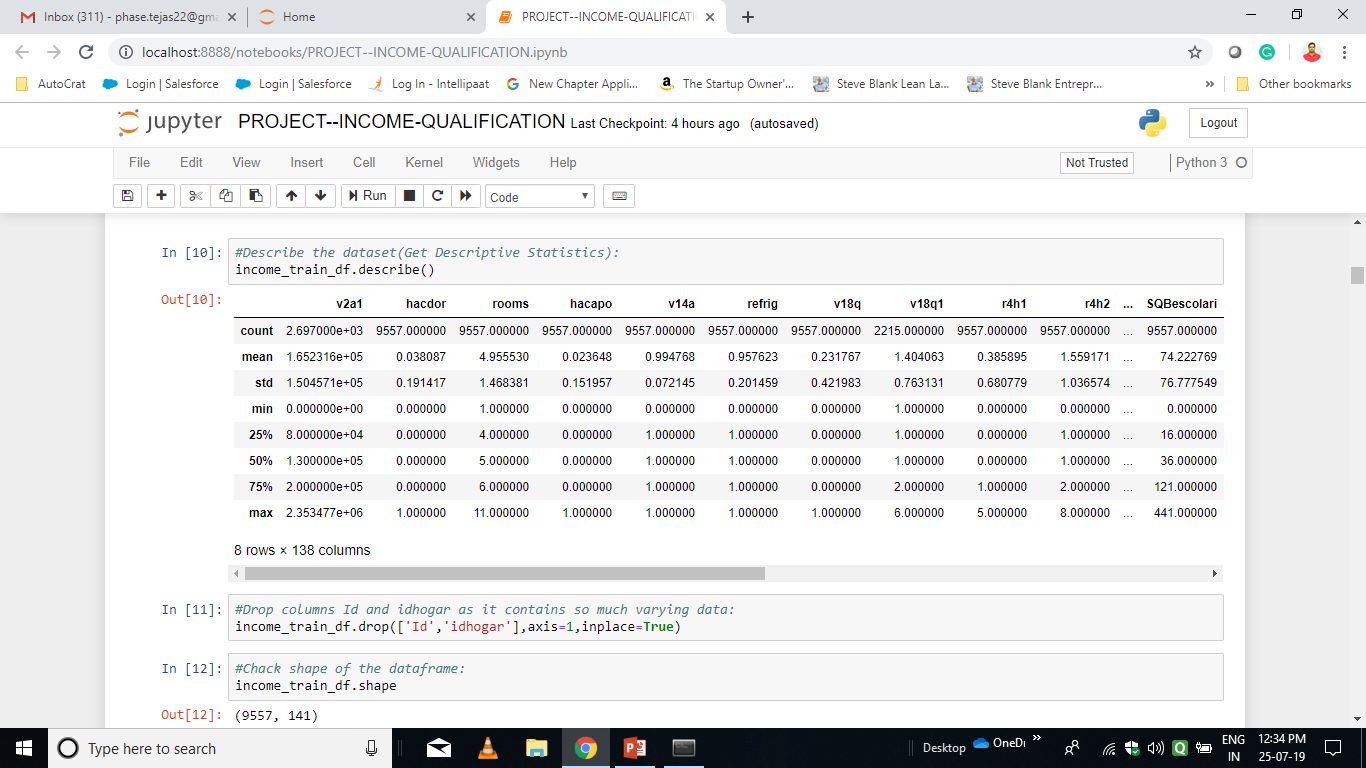 Inbox (311) - phase.tejas22@gma
Home
PROJECT--INCOME-QUALIFICATI
localhost:8888/notebooks/PROJECT--INCOME-QUALIFICATION.ipynb
AutoCrat
Login | Salesforce
Login | Salesforce
Log In - Intellipaat
New Chapter Appli...
The Startup Owner'...
Steve Blank Lean La...
Steve Blank Entrepr...
»
Other bookmarks
jupyter PROJECT--INCOME-QUALIFICATION Last Checkpoint: 4 hours ago (autosaved)
Logout
File Edit View Insert Cell Kernel Widgets Help
Not Trusted
Python 3
Run
Code
In [10]: #Describe the dataset(Get Descriptive Statistics):
income_train_df.describe()
Out[10]:
v2a1 hacdor rooms hacapo v14a refrig v18q v18q1 r4h1 r4h2 ... SQBescolari
count 2.697000e+03 9557.000000 9557.000000 9557.000000 9557.000000 9557.000000 9557.000000 2215.000000 9557.000000 9557.000000 ... 9557.000000
mean 1.652316e+05 0.038087 4.955530 0.023648 0.994768 0.957623 0.231767 1.404063 0.385895 1.559171 ... 74.222769
std 1.504571e+05 0.191417 1.468381 0.151957 0.072145 0.201459 0.421983 0.763131 0.680779 1.036574 ... 76.777549
min 0.000000e+00 0.000000 1.000000 0.000000 0.000000 0.000000 0.000000 1.000000 0.000000 0.000000 ... 0.000000
25% 8.000000e+04 0.000000 4.000000 0.000000 1.000000 1.000000 0.000000 1.000000 0.000000 1.000000 ... 16.000000
50% 1.300000e+05 0.000000 5.000000 0.000000 1.000000 1.000000 0.000000 1.000000 0.000000 1.000000 ... 36.000000
75% 2.000000e+05 0.000000 6.000000 0.000000 1.000000 1.000000 0.000000 2.000000 1.000000 2.000000 ... 121.000000
max 2.353477e+06 1.000000 11.000000 1.000000 1.000000 1.000000 1.000000 6.000000 5.000000 8.000000 ... 441.000000
8 rows × 138 columns
In [11]: #Drop columns Id and idhogar as it contains so much varying data:
income_train_df.drop(['Id','idhogar'],axis=1,inplace=True)
In [12]: #Chack shape of the dataframe:
income_train_df.shape
Out[12]: (9557, 141)
Type here to search
Desktop
OneDr
»
ENG
IN
12:34 PM
25-07-19